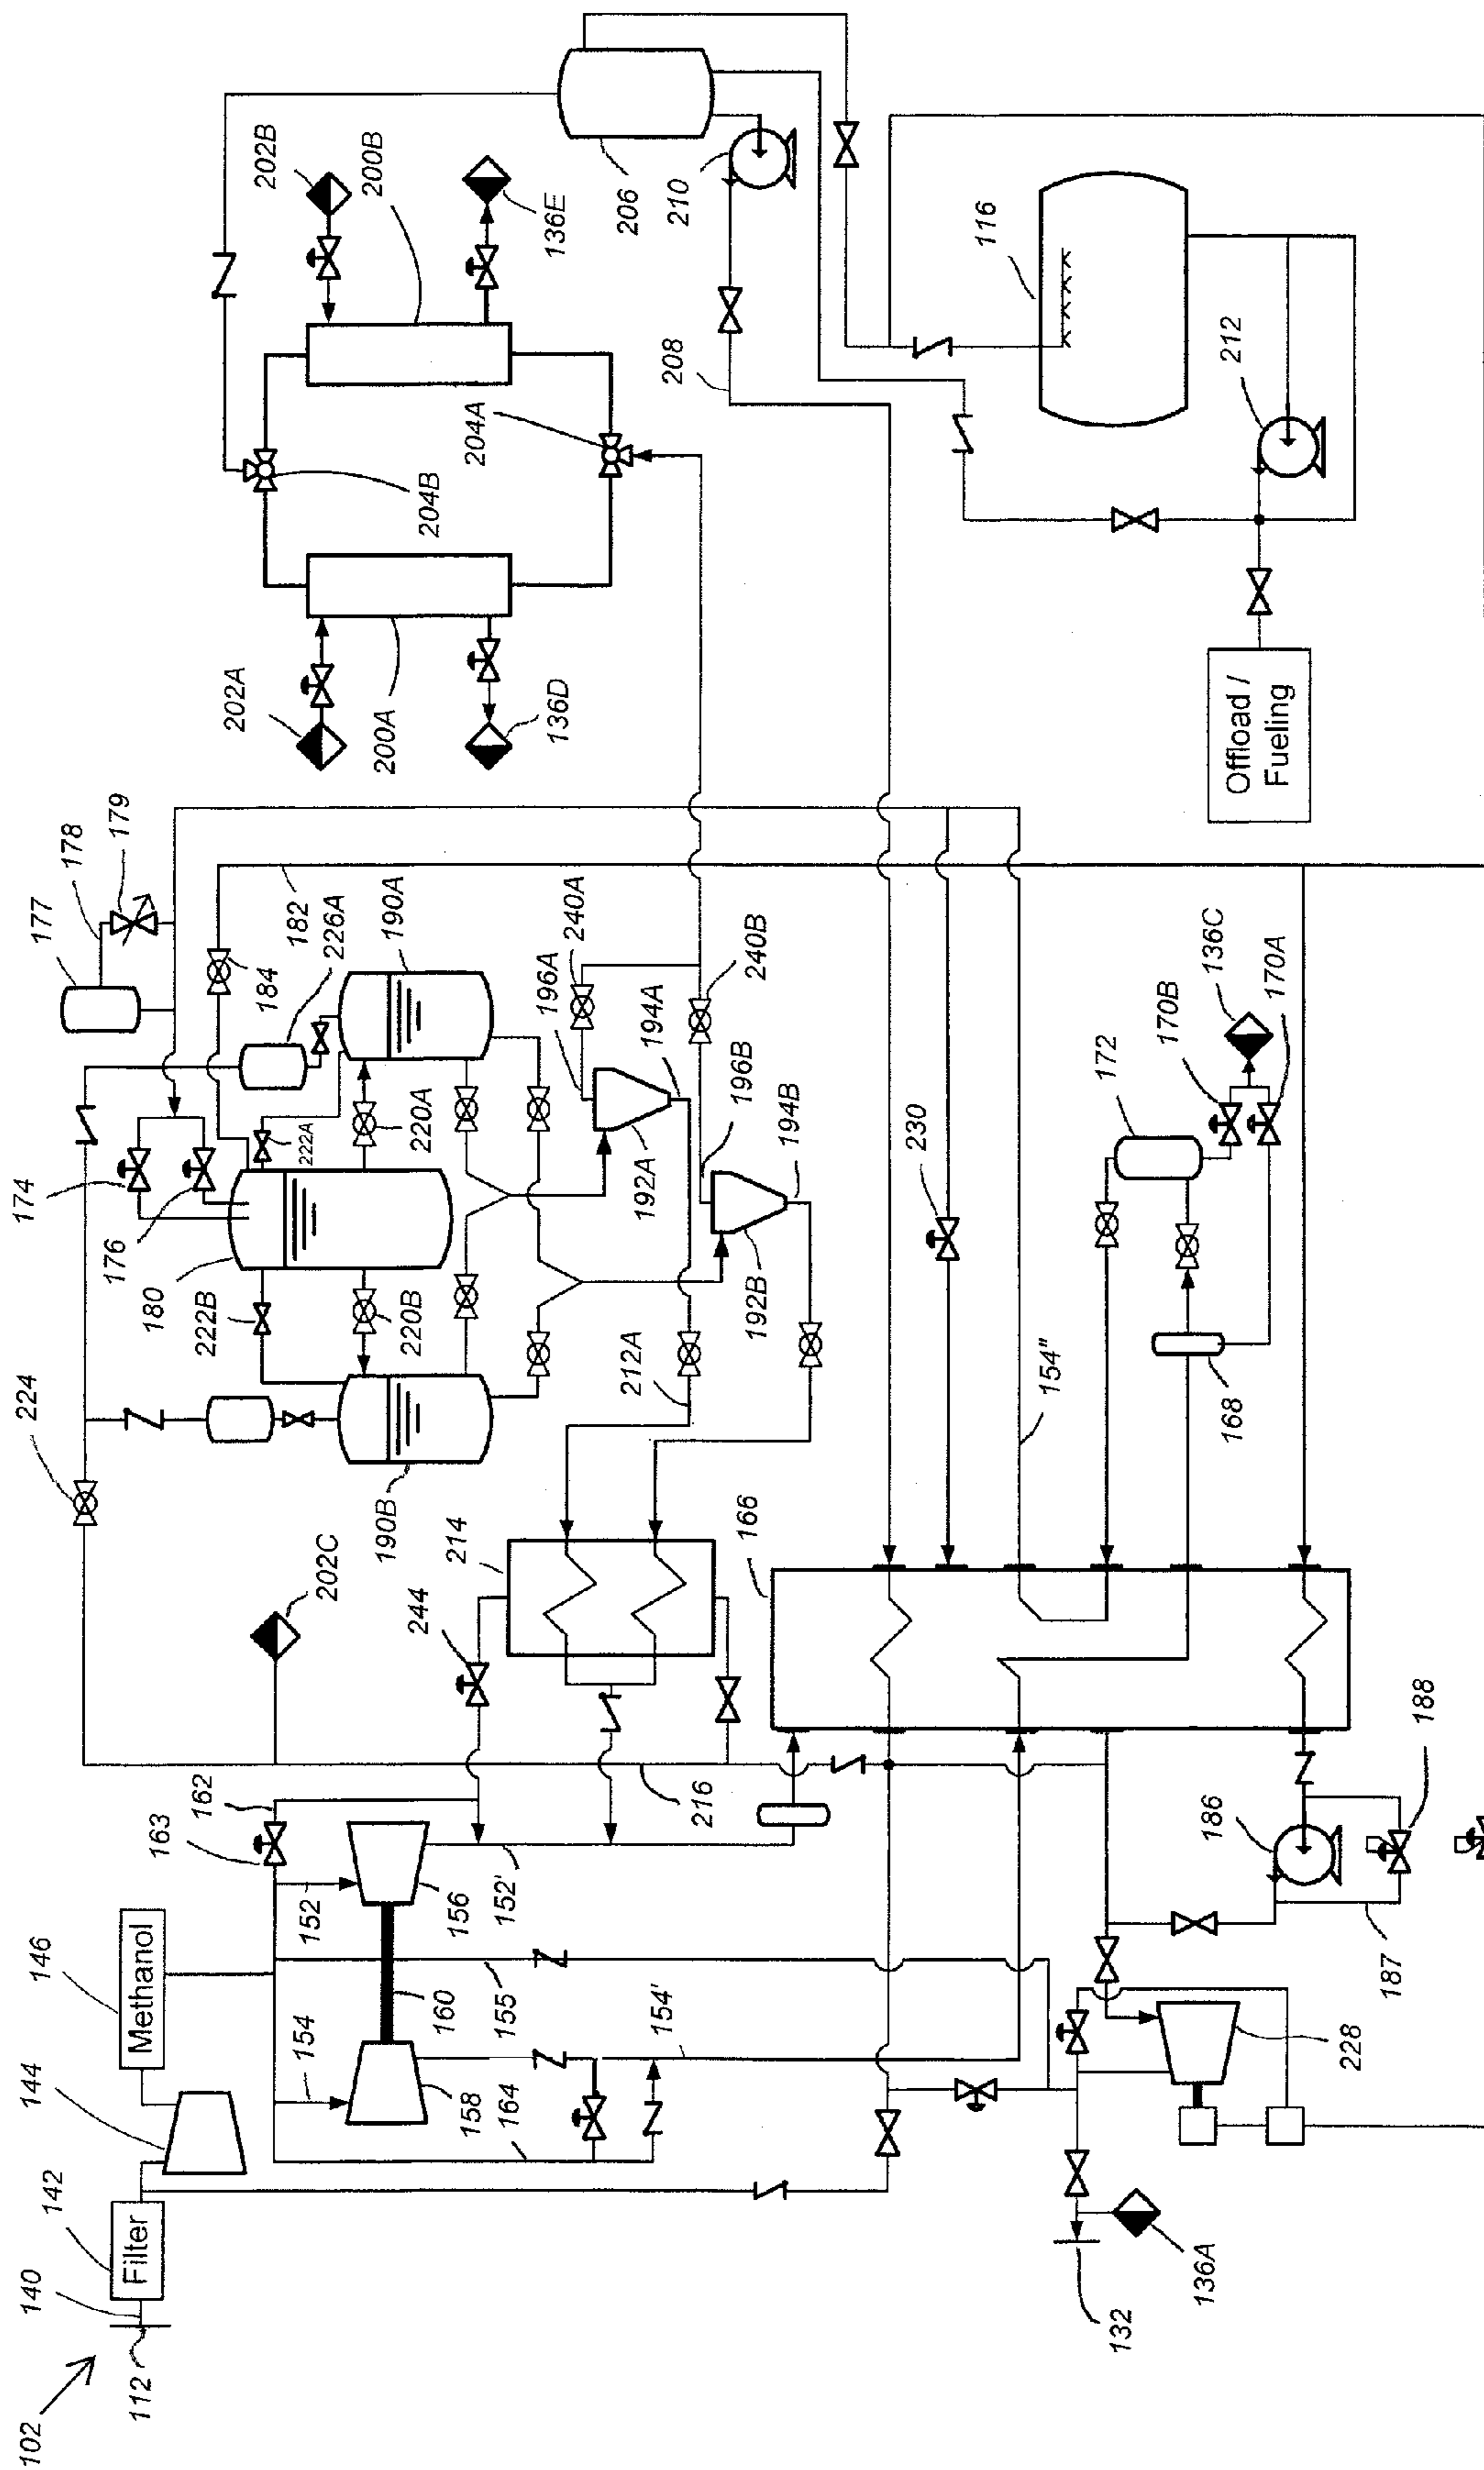 102
112
140
142
Filter
144
146
Methanol
163
162
224
174
177
178
179
202A
202B
202C
154
152
222B
176
180
222A
184
182
226A
200A
200B
158
160
156
190B
220B
220A
190A
204B
204A
136D
136E
164
155
152'
244
214
212A
192A
196A
240A
194A
154'
216
192B
196B
240B
194B
208
206
210
166
230
116
154"
132
136A
228
187
186
188
168
172
170B
136C
170A
Offload /
Fueling
212